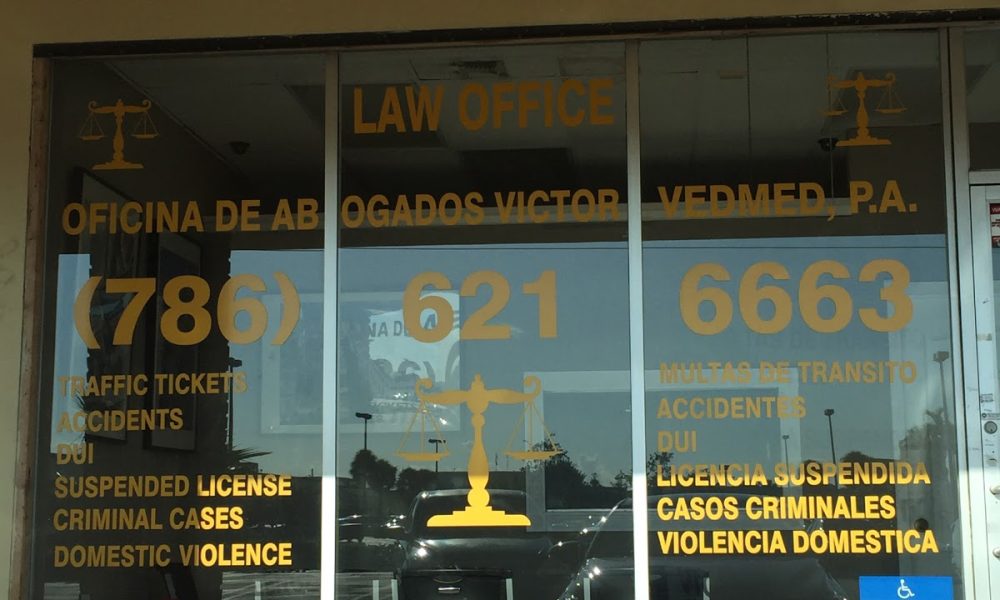 LAW OFFICE
OFICINA DE ABOGADOS VICTOR VEDMED, P.A.
(786) 621 6663
TRAFFIC TICKETS
ACCIDENTS
DUI
SUSPENDED LICENSE
CRIMINAL CASES
DOMESTIC VIOLENCE
MULTAS DE TRANSITO
ACCIDENTES
DUI
LICENCIA SUSPENDIDA
CASOS CRIMINALES
VIOLENCIA DOMESTICA